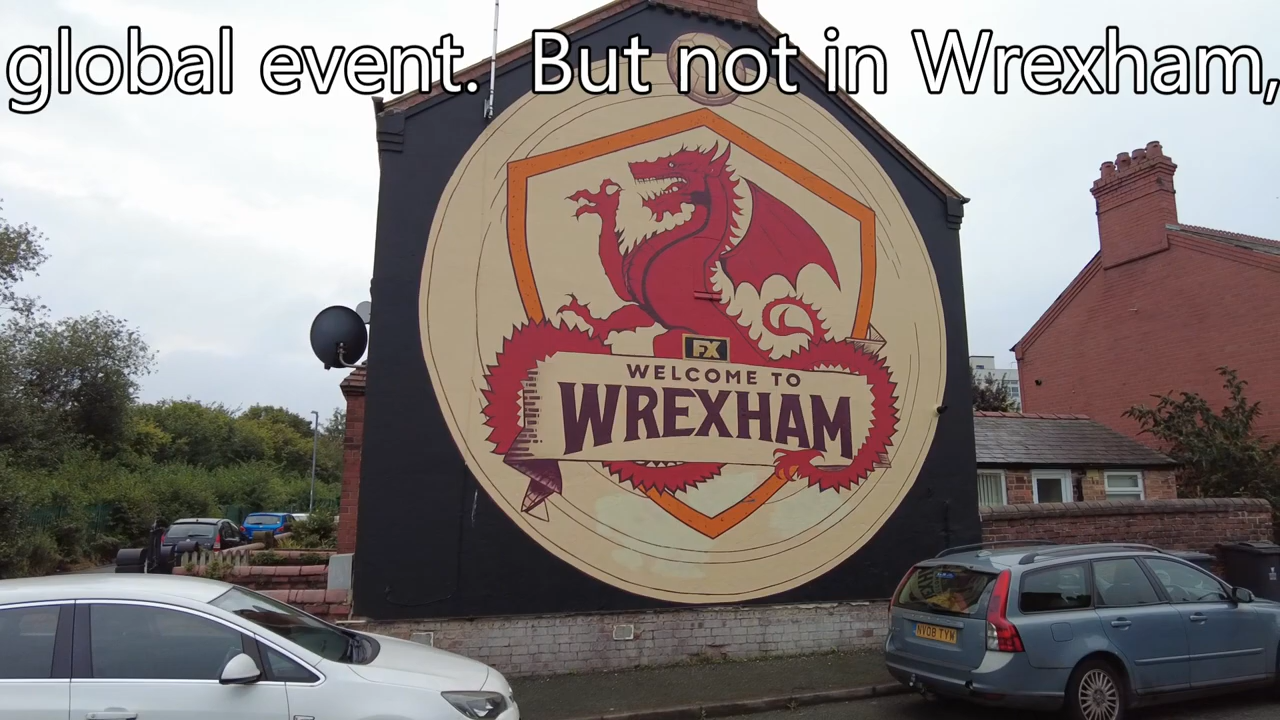 global event.  But not in Wrexham,
FX
WELCOME TO
WREXHAM
NV08 TYW